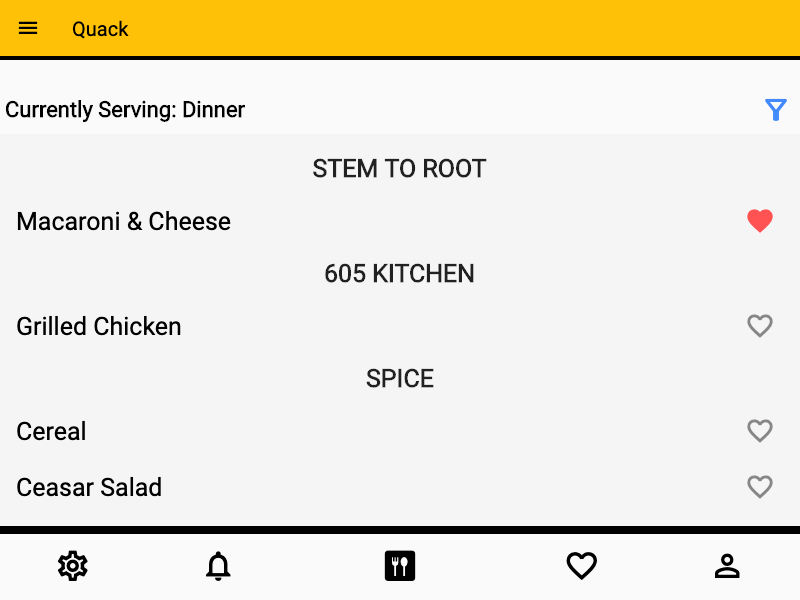 Quack
Currently Serving: Dinner
STEM TO ROOT
Macaroni & Cheese
605 KITCHEN
Grilled Chicken
SPICE
Cereal
Ceasar Salad